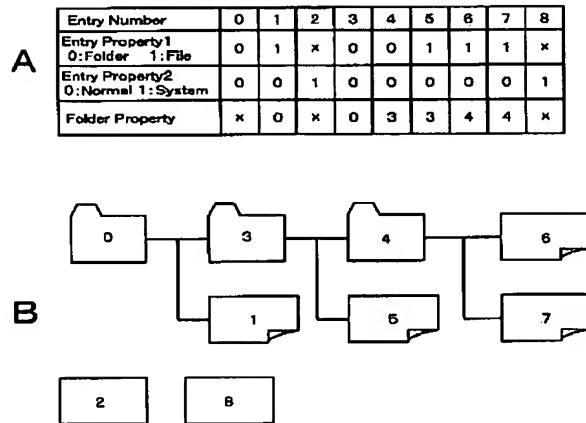 A
Entry Number 0 1 2 3 4 5 6 7 8
Entry Property1
0:Folder 1:File 0 1 × 0 0 1 1 1 ×
Entry Property2
0:Normal 1:System 0 0 1 0 0 0 0 0 1
Folder Property × 0 × 0 3 3 4 4 ×
0 3 4 6
B
1 5 7
2 8